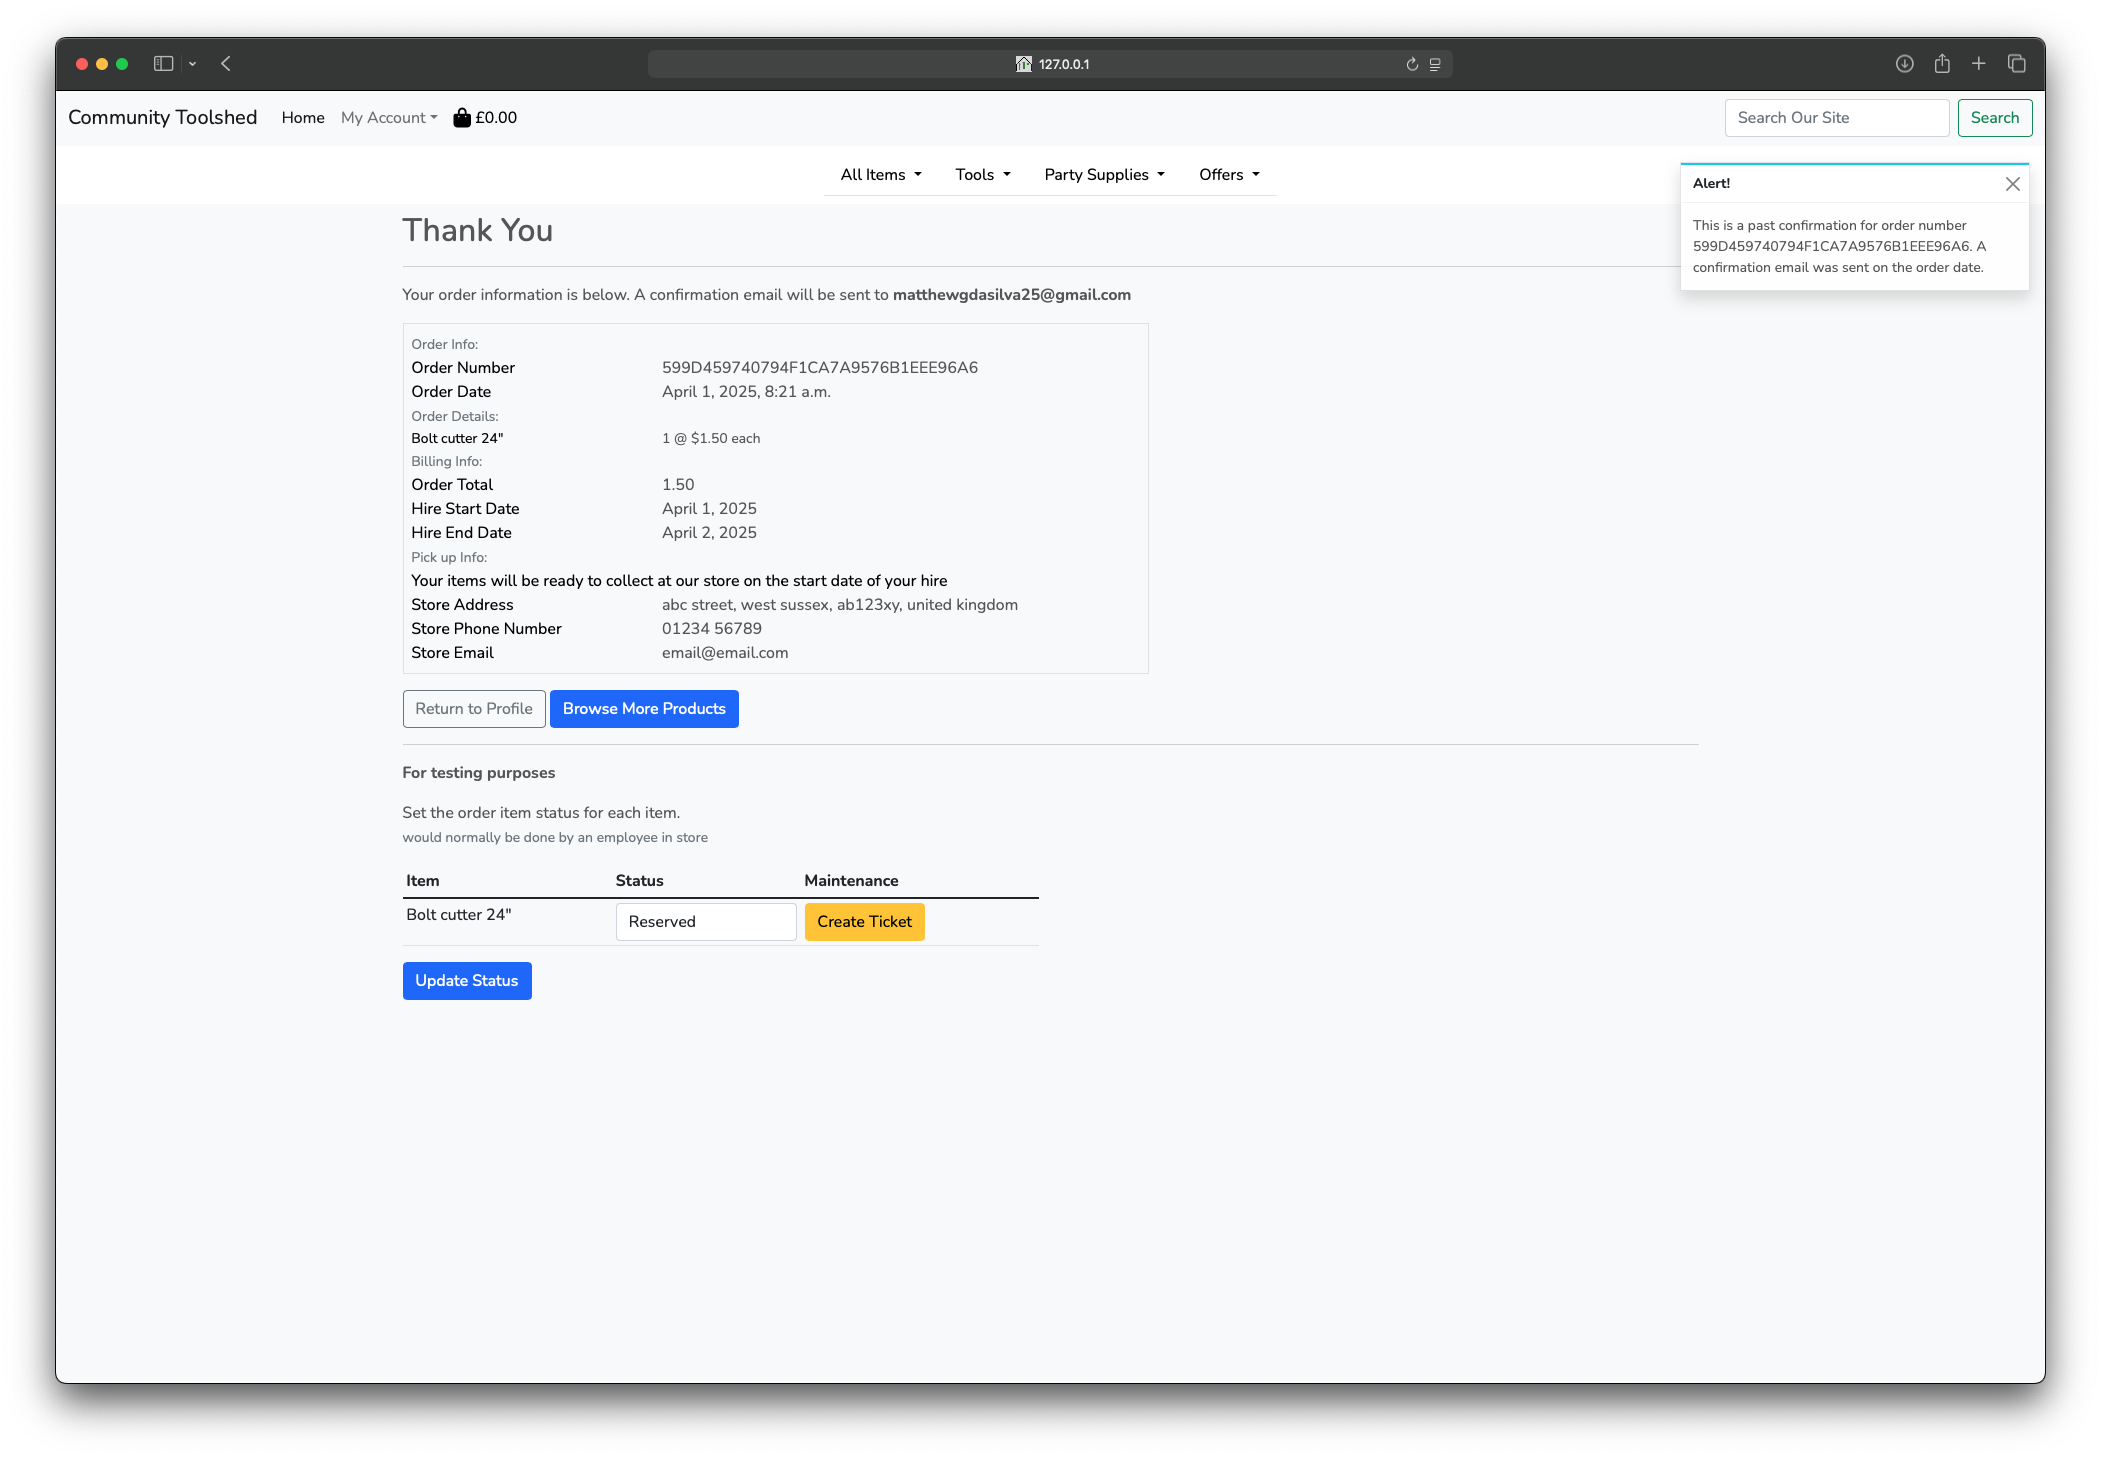 127.0.0.1
Community Toolshed Home My Account £0.00 Search Our Site Search
All Items Tools Party Supplies Offers
Alert!
This is a past confirmation for order number
599D459740794F1CA7A9576B1EEE96A6. A
confirmation email was sent on the order date.
Thank You
Your order information is below. A confirmation email will be sent to matthewgdasilva25@gmail.com
Order Info:
Order Number 599D459740794F1CA7A9576B1EEE96A6
Order Date April 1, 2025, 8:21 a.m.
Order Details:
Bolt cutter 24" 1 @ $1.50 each
Billing Info:
Order Total 1.50
Hire Start Date April 1, 2025
Hire End Date April 2, 2025
Pick up Info:
Your items will be ready to collect at our store on the start date of your hire
Store Address abc street, west sussex, ab123xy, united kingdom
Store Phone Number 01234 56789
Store Email email@email.com
Return to Profile Browse More Products
For testing purposes
Set the order item status for each item.
would normally be done by an employee in store
Item Status Maintenance
Bolt cutter 24" Reserved Create Ticket
Update Status